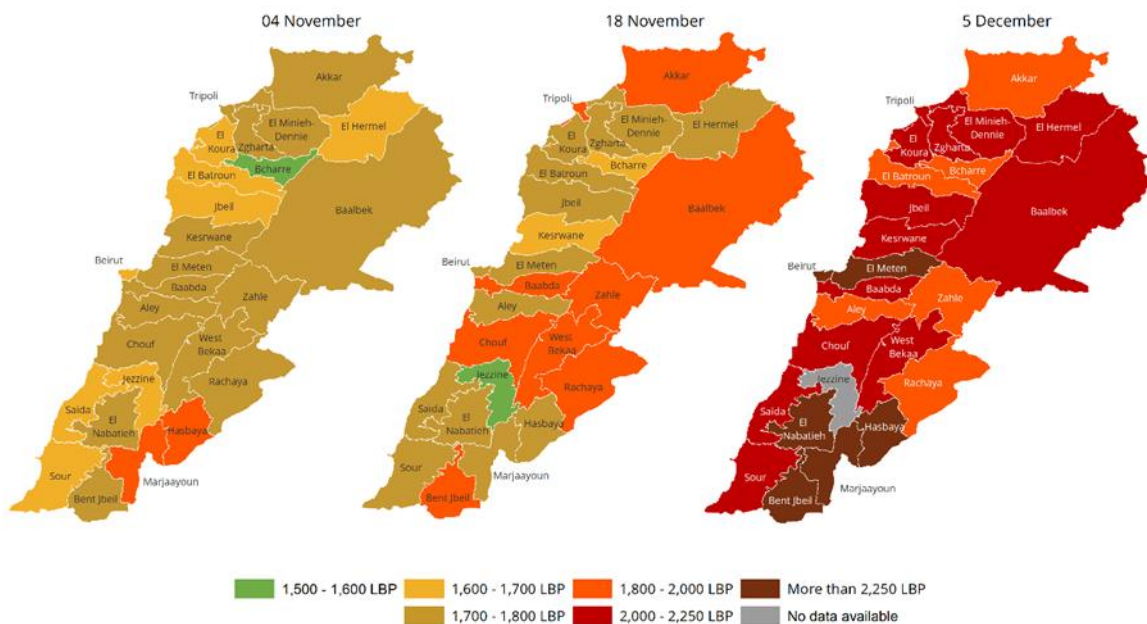 04 November
Akkar
Tripoli
El Minieh-
Dennie
El Hermel
El
Koura
Zgharta
Bcharre
El Batroun
Jbeil
Baalbek
Kesrwane
Beirut
El Meten
Baabda
Zahle
Aley
Chouf
West
Bekaa
Jezzine
Rachaya
Saida
El
Nabatieh
Hasbaya
Sour
Marjaayoun
Bent Jbeil
18 November
Akkar
Tripoli
El Minieh-
Dennie
El Hermel
El
Koura
Zgharta
Bcharre
El Batroun
Jbeil
Baalbek
Kesrwane
Beirut
El Meten
Baabda
Zahle
Aley
Chouf
West
Bekaa
Jezzine
Rachaya
Saida
El
Nabatieh
Hasbaya
Sour
Marjaayoun
Bent Jbeil
5 December
Akkar
Tripoli
El Minieh-
Dennie
El Hermel
El
Koura
Zgharta
Bcharre
El Batroun
Jbeil
Baalbek
Kesrwane
Beirut
El Meten
Baabda
Zahle
Aley
Chouf
West
Bekaa
Jezzine
Rachaya
Saida
El
Nabatieh
Hasbaya
Sour
Marjaayoun
Bent Jbeil
1,500 - 1,600 LBP
1,600 - 1,700 LBP
1,800 - 2,000 LBP
More than 2,250 LBP
1,700 - 1,800 LBP
2,000 - 2,250 LBP
No data available